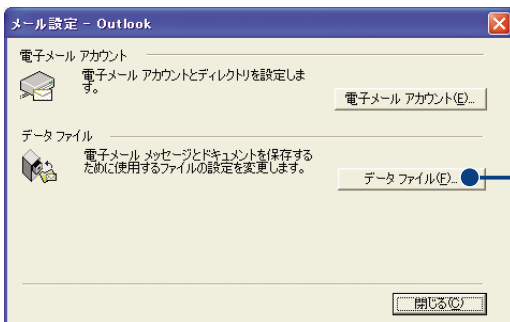 メール設定 - Outlook
電子メール アカウント
電子メール アカウントとディレクトリを設定しま
す。
電子メール アカウント(E)...
データ ファイル
電子メール メッセージとドキュメントを保存する
ために使用するファイルの設定を変更します。
データ ファイル(F)...
閉じる(C)